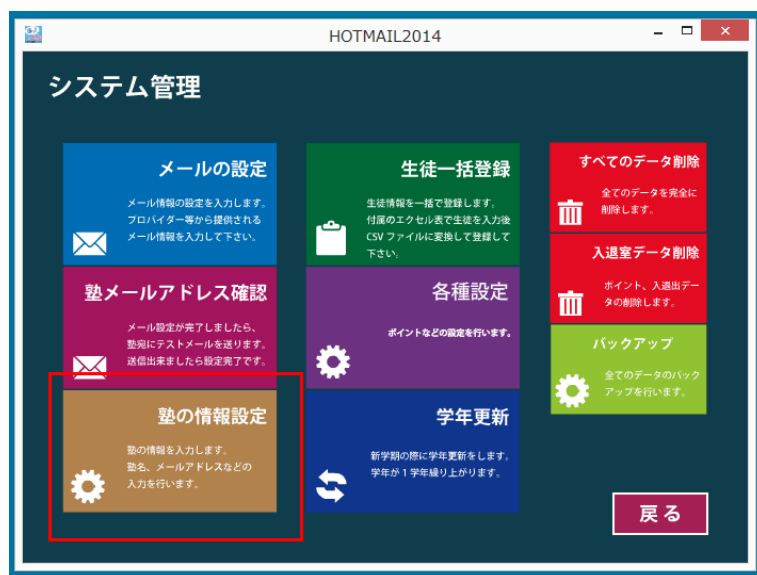 HOTMAIL2014
システム管理
メールの設定
メール情報の設定を入力します。
プロバイダー等から提供される
メール情報を入力して下さい。
生徒一括登録
生徒情報を一括で登録します。
付属のエクセル表で生徒を入力後
CSVファイルに変換して登録して
下さい。
すべてのデータ削除
全てのデータを完全に
削除します。
塾メールアドレス確認
メール設定が完了しましたら、
塾宛にテストメールを送ります。
送信出来ましたら設定完了です。
各種設定
ポイントなどの設定を行います。
入退室データ削除
ポイント、入退出デー
タの削除します。
バックアップ
全てのデータのバック
アップを行います。
塾の情報設定
塾の情報を入力します。
塾名、メールアドレスなどの
入力を行います。
学年更新
新学期の際に学年更新をします。
学年が1学年繰り上がります。
戻る